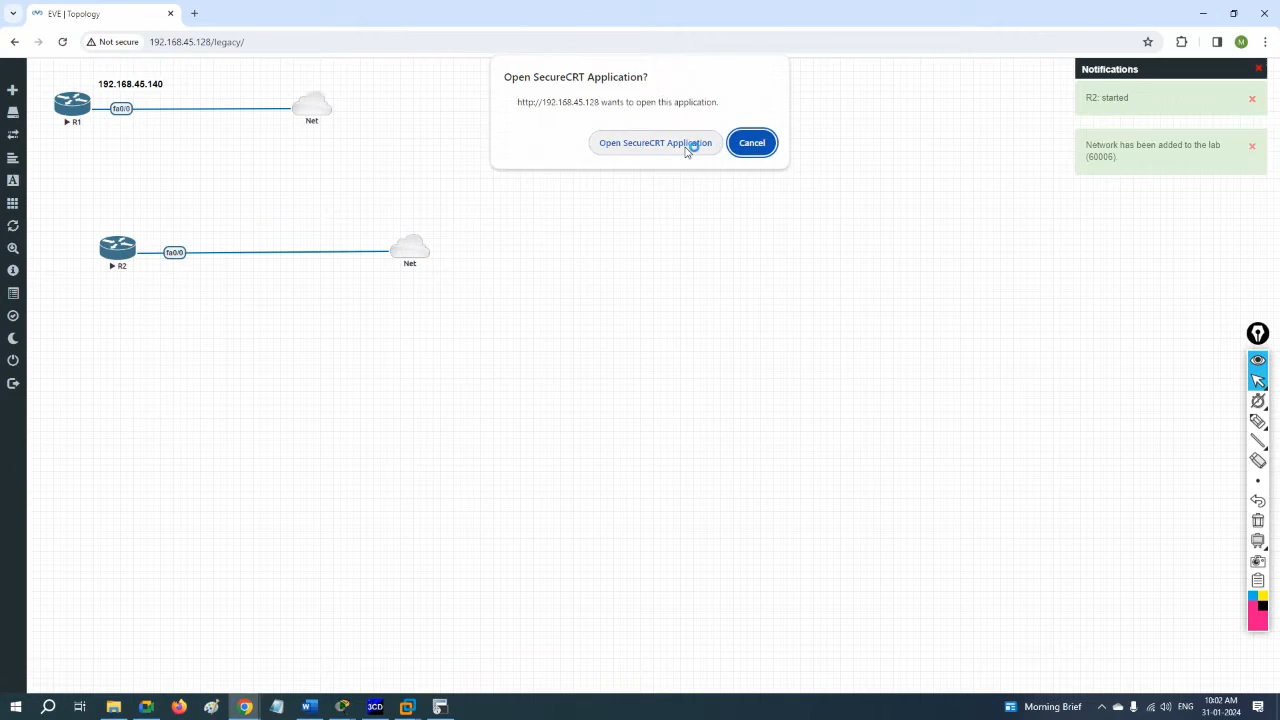 EVE | Topology
Not secure
192.168.45.128/legacy/
M
192.168.45.140
fa0/0
R1
Net
fa0/0
R2
Net
Open SecureCRT Application?
http://192.168.45.128 wants to open this application.
Open SecureCRT Application
Cancel
Notifications
R2: started
Network has been added to the lab
(60006).
3CD
Morning Brief
ENG
10:02 AM
31-01-2024